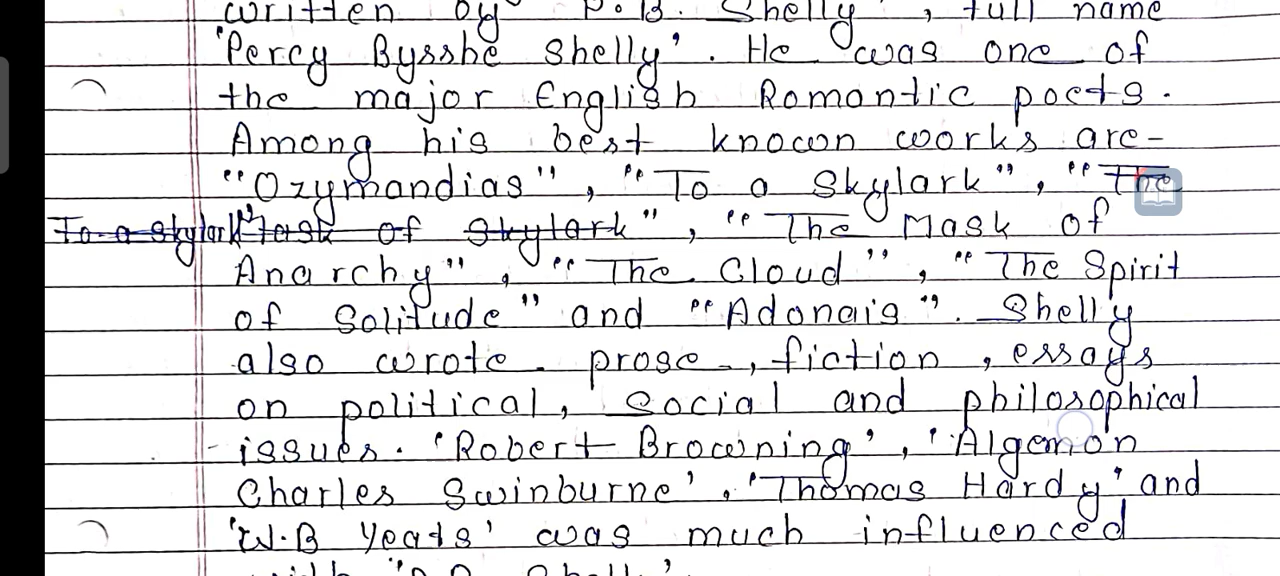 written by P.B. Shelly', full name
'Percy Bysshe Shelly'. He was one of
the major English Romantic poets.
Among his best known works are-
"Ozymandias", "To a Skylark", "The
To a skylark" task of Skylark", "The Mask of
Anarchy", "The Cloud", "The Spirit
of Solitude" and "Adonais". Shelly
also wrote prose, fiction, essays
on political, social and philosophical
issues. 'Robert Browning', 'Algernon
Charles Swinburne', 'Thomas Hardy' and
'W.B Yeats' was much influenced
with